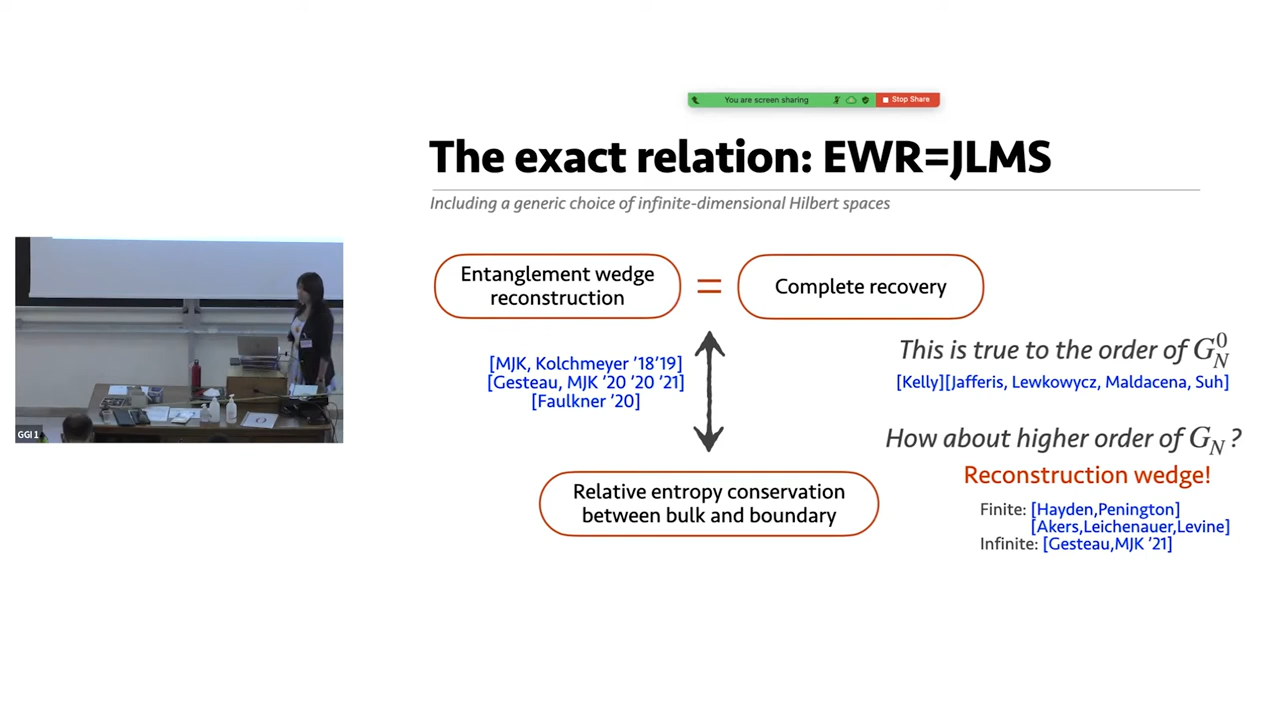 You are screen sharing
Stop Share
The exact relation: EWR=JLMS
Including a generic choice of infinite-dimensional Hilbert spaces
Entanglement wedge
reconstruction
=
Complete recovery
[MJK, Kolchmeyer '18'19]
[Gesteau, MJK '20 '20 '21]
[Faulkner '20]
This is true to the order of G_N^0
[Kelly][Jafferis, Lewkowycz, Maldacena, Suh]
How about higher order of G_N ?
Reconstruction wedge!
Relative entropy conservation
between bulk and boundary
Finite: [Hayden,Penington]
[Akers,Leichenauer,Levine]
Infinite: [Gesteau,MJK '21]
GGI 1